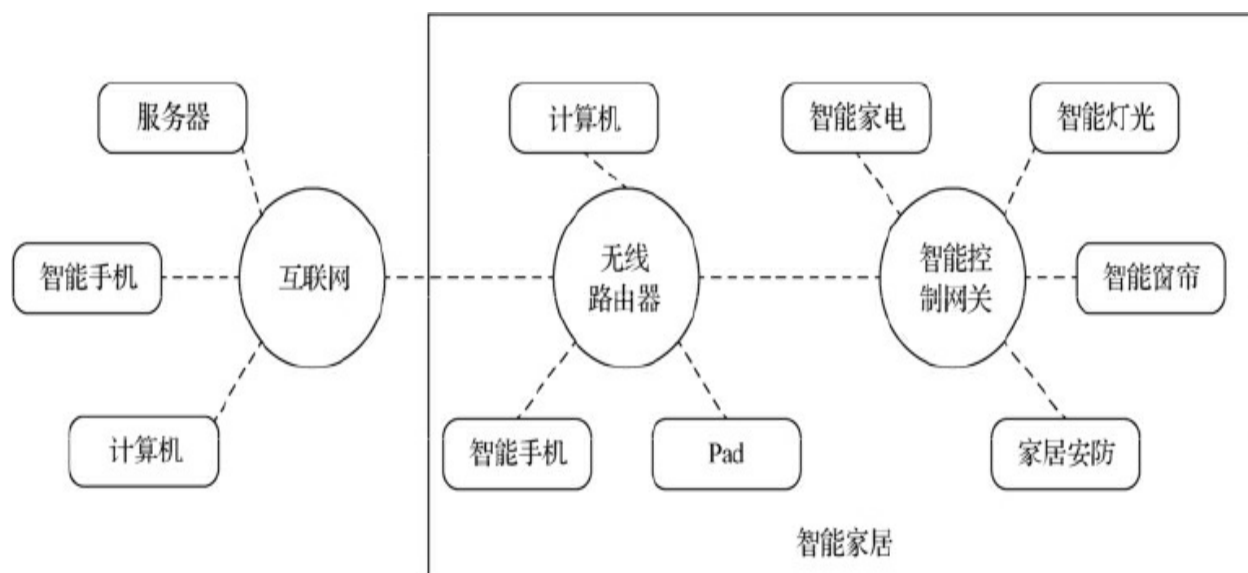 服务器
计算机
智能家电
智能灯光
智能手机
互联网
无线
路由器
智能控
制网关
智能窗帘
计算机
智能手机
Pad
家居安防
智能家居